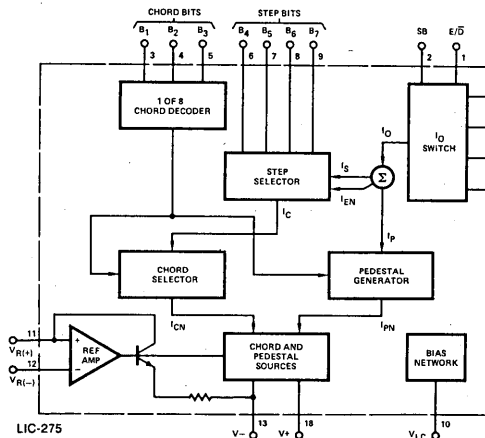 CHORD BITS STEP BITS
B1 B2 B3 B4 B5 B6 B7 SB E/D̅
3 4 5 6 7 8 9 2 1
1 OF 8
CHORD DECODER
STEP
SELECTOR
IO
IS
IEN
Σ
IO
SWITCH
IC
IP
CHORD
SELECTOR
PEDESTAL
GENERATOR
ICN
IPN
11
VR(+)
+
REF
AMP
12
VR(−)
−
CHORD AND
PEDESTAL
SOURCES
BIAS
NETWORK
13 18 10
LIC-275
V− V+ VLC